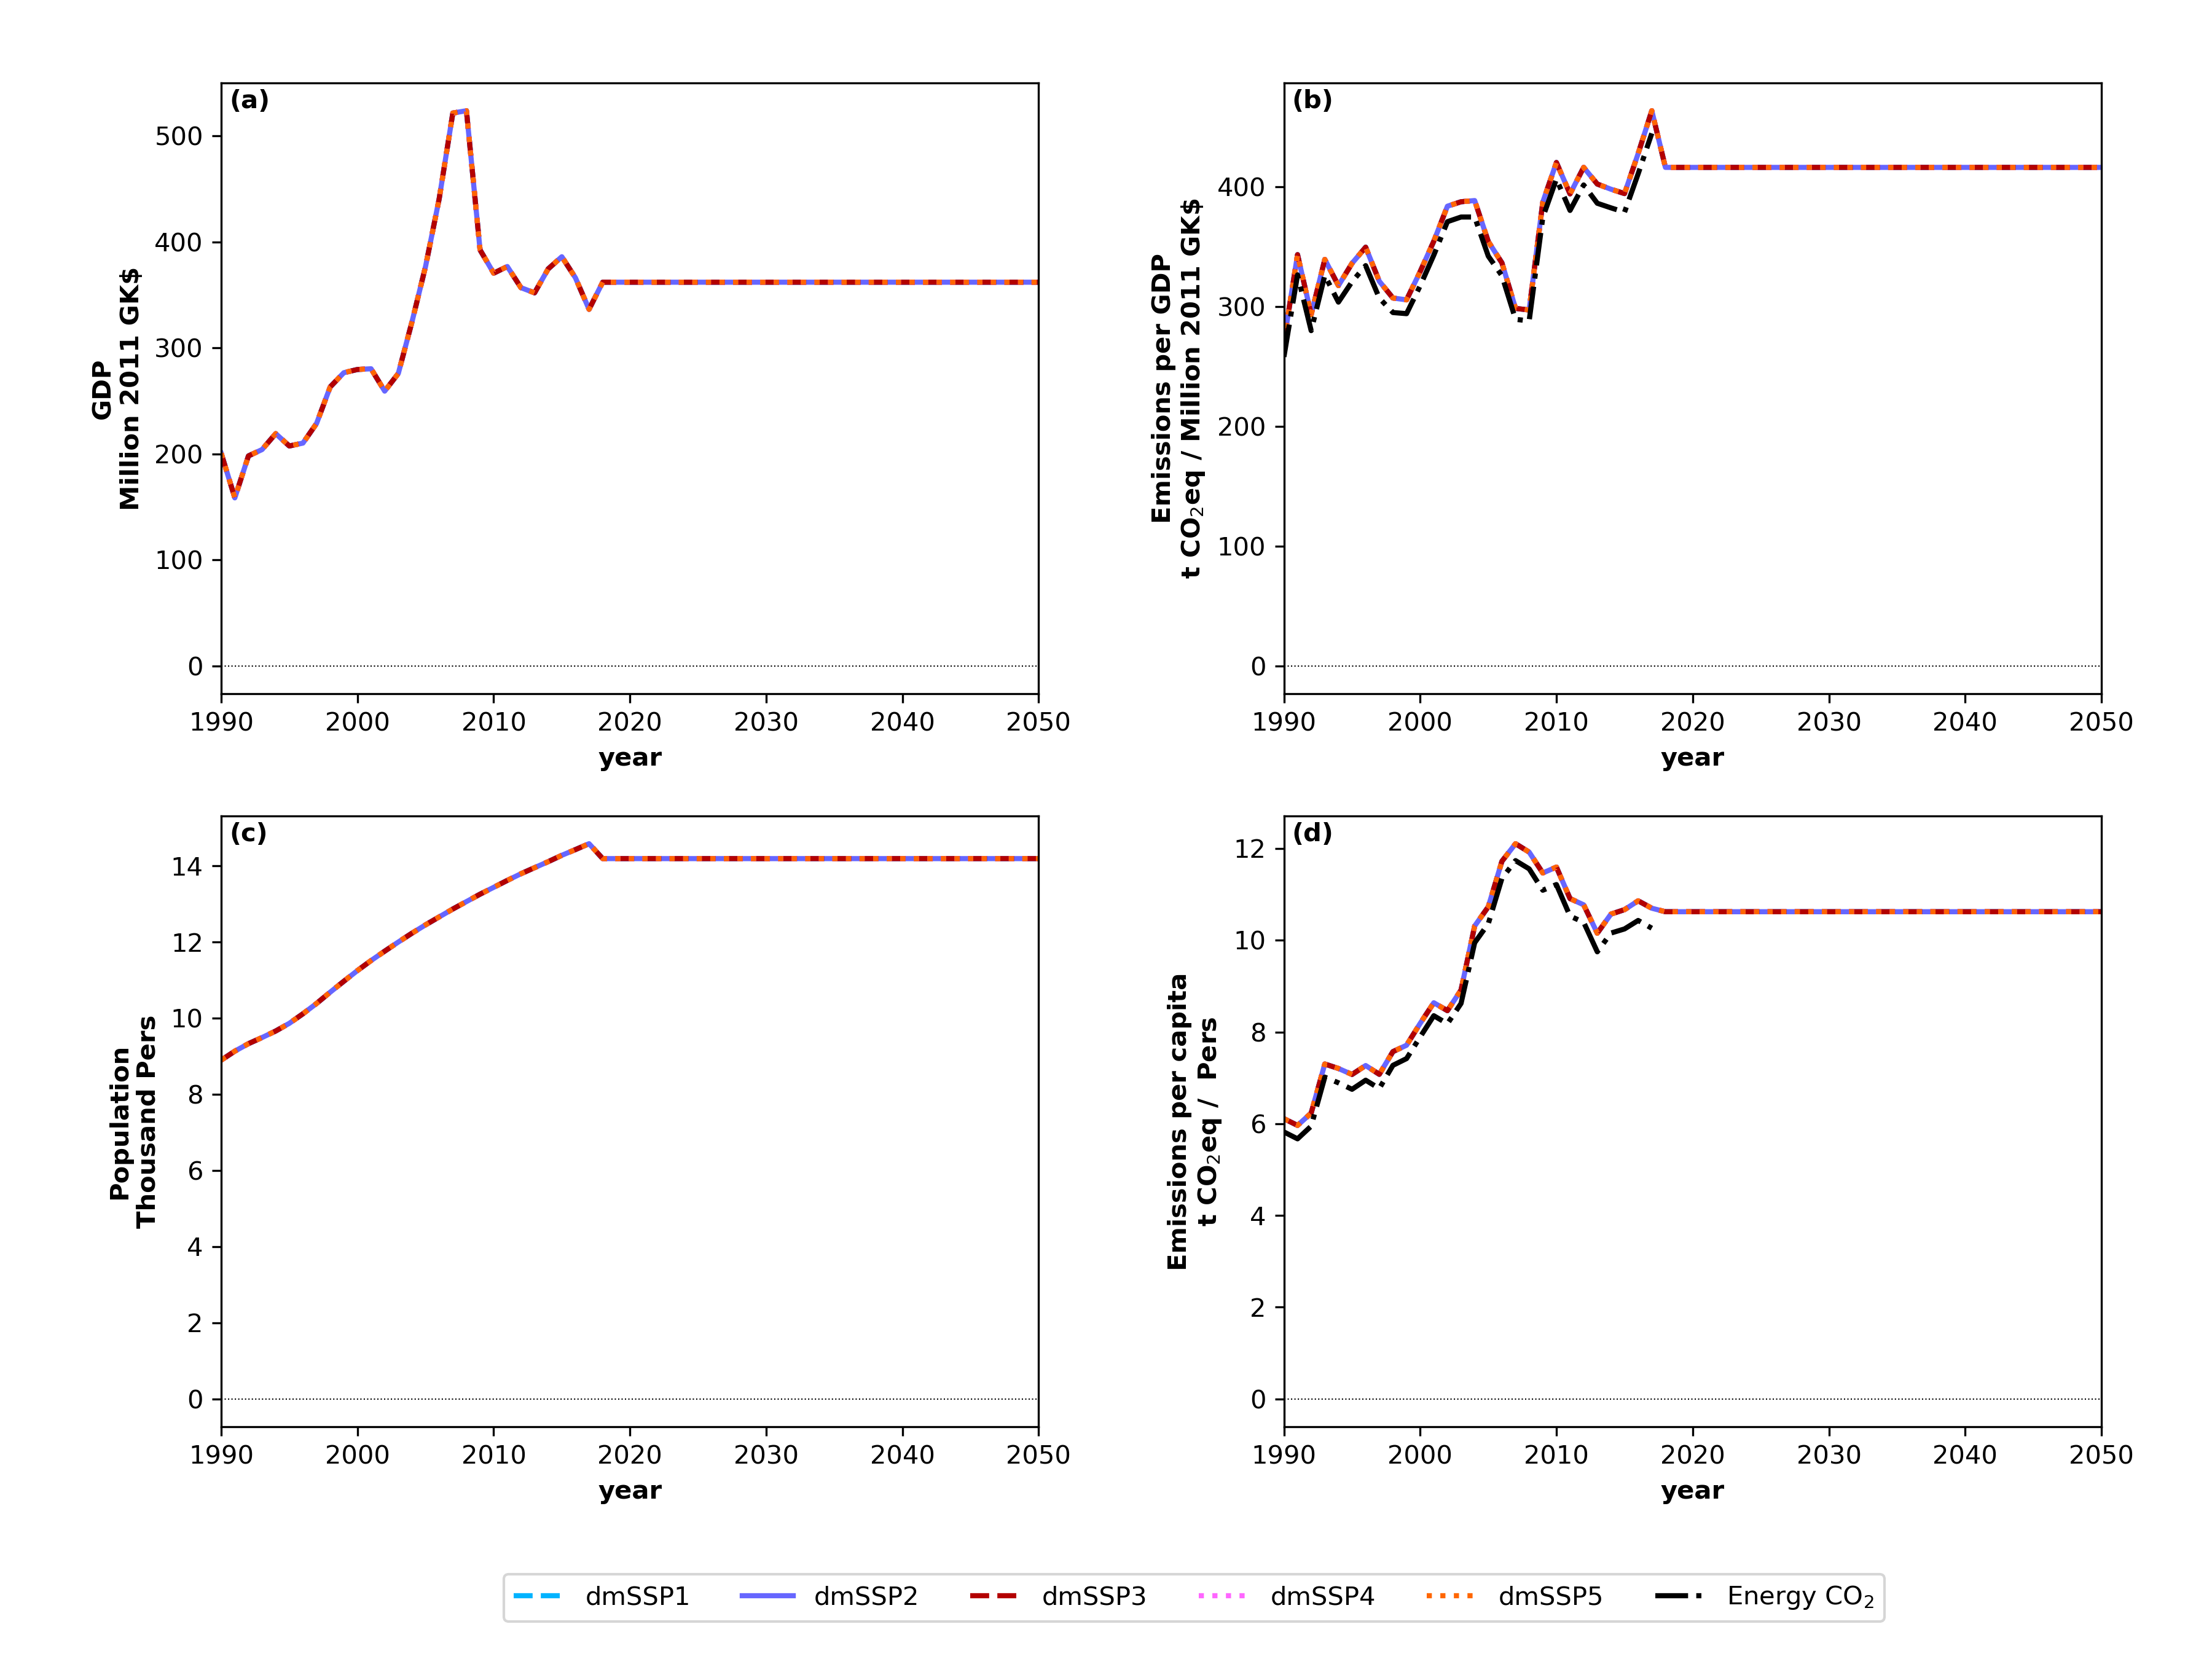 (a)
500
400
300
200
100
0
GDP
Million 2011 GK$
1990 2000 2010 2020 2030 2040 2050
year
(b)
400
300
200
100
0
Emissions per GDP
t CO₂eq / Million 2011 GK$
1990 2000 2010 2020 2030 2040 2050
year
(c)
14
12
10
8
6
4
2
0
Population
Thousand Pers
1990 2000 2010 2020 2030 2040 2050
year
(d)
12
10
8
6
4
2
0
Emissions per capita
t CO₂eq / Pers
1990 2000 2010 2020 2030 2040 2050
year
dmSSP1 dmSSP2 dmSSP3 dmSSP4 dmSSP5 Energy CO₂